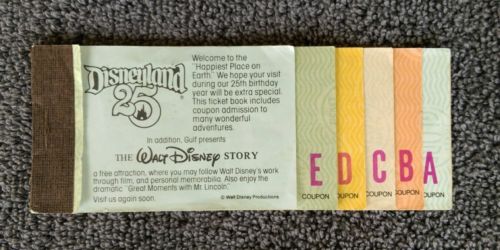 Disneyland
25
Welcome to the
"Happiest Place on
Earth." We hope your visit
during our 25th birthday
year will be extra special.
This ticket book includes
coupon admission to
many wonderful
adventures.
In addition, Gulf presents
THE WALT DISNEY STORY
a free attraction, where you may follow Walt Disney's work
through film, and personal memorabilia. Also enjoy the
dramatic "Great Moments with Mr. Lincoln."
Visit us again soon.
© Walt Disney Productions
E
COUPON
D
COUPON
C
COUPON
B
COUPON
A
COUPON